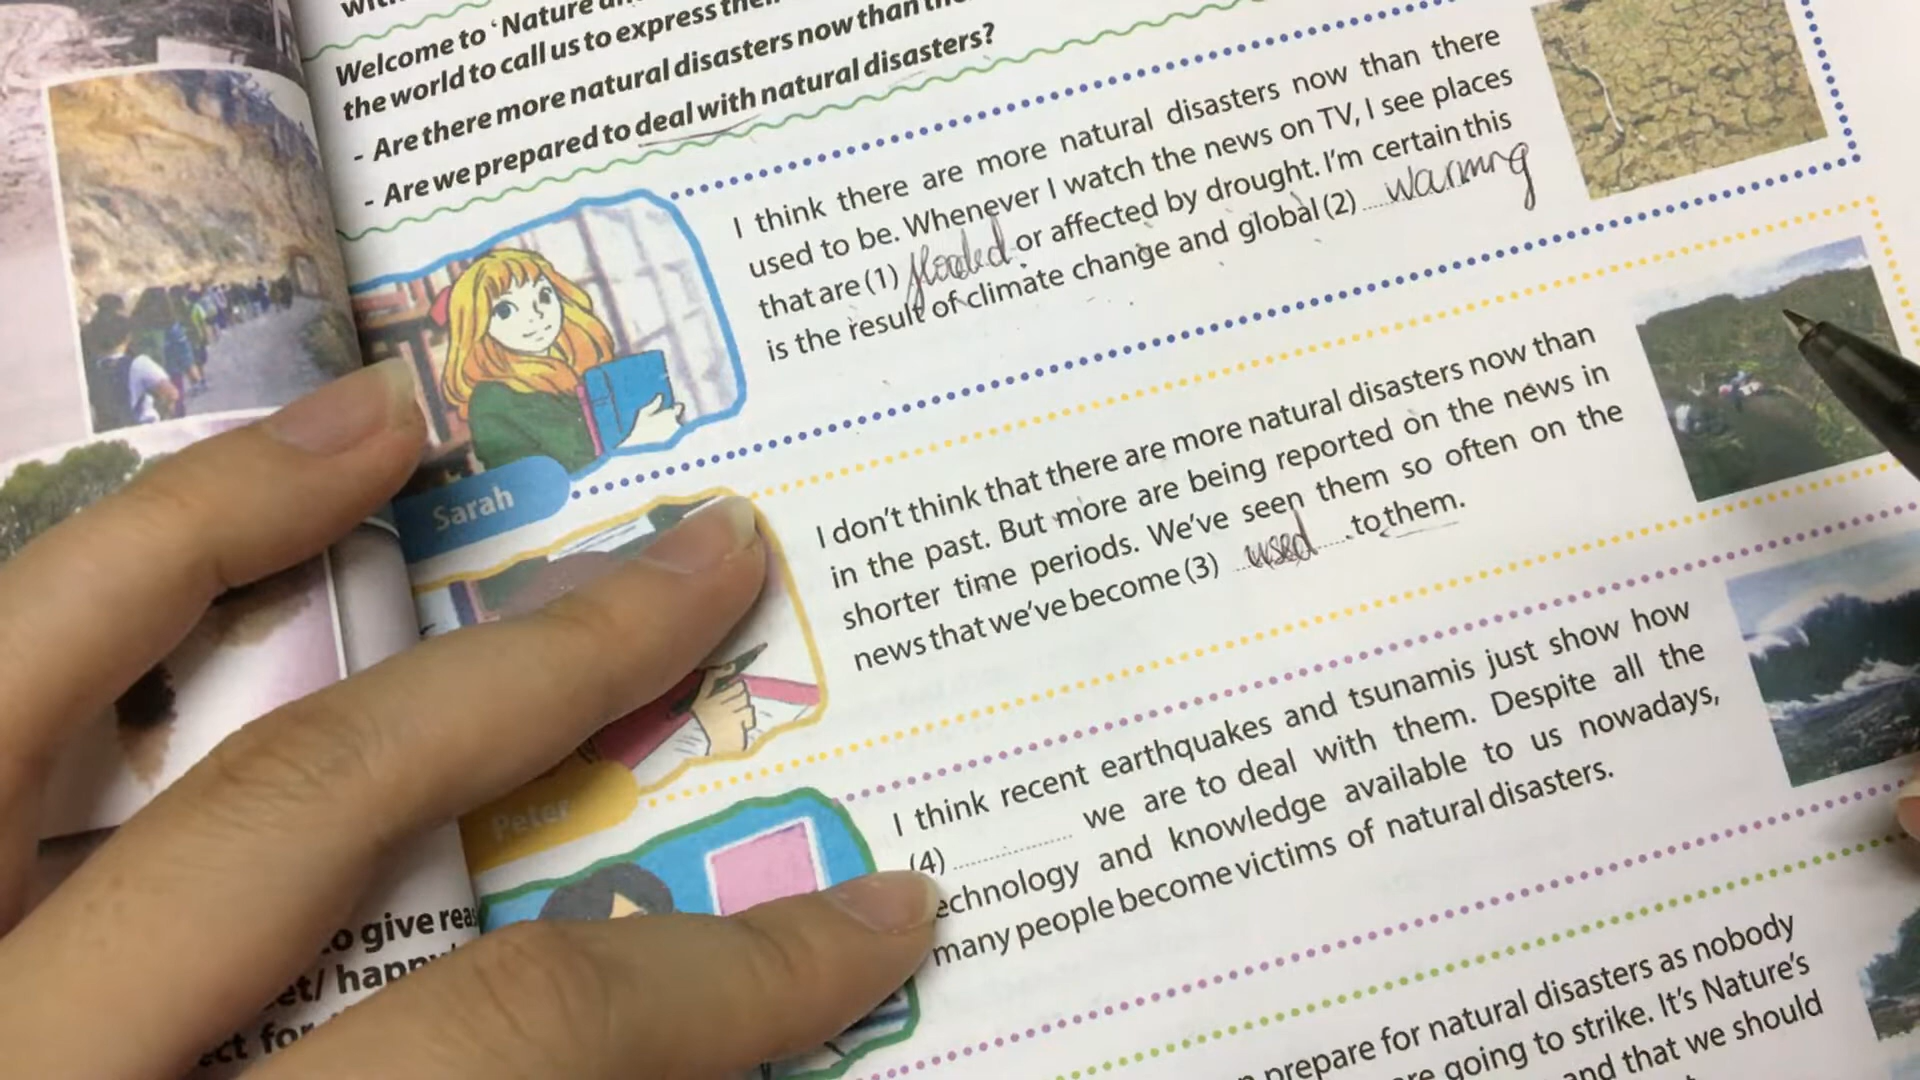 Welcome to 'Nature
the world to call us to express their
- Are there more natural disasters now than
- Are we prepared to deal with natural disasters?
I think there are more natural disasters now than there
used to be. Whenever I watch the news on TV, I see places
that are (1) flooded or affected by drought. I'm certain this
is the result of climate change and global (2) warming
Sarah
I don't think that there are more natural disasters now than
in the past. But more are being reported on the news in
shorter time periods. We've seen them so often on the
news that we've become (3) used to them.
Peter
I think recent earthquakes and tsunamis just show how
(4) .............. we are to deal with them. Despite all the
echnology and knowledge available to us nowadays,
many people become victims of natural disasters.
to give
/ happy
for
prepare for natural disasters as nobody
going to strike. It's Nature's
and that we should